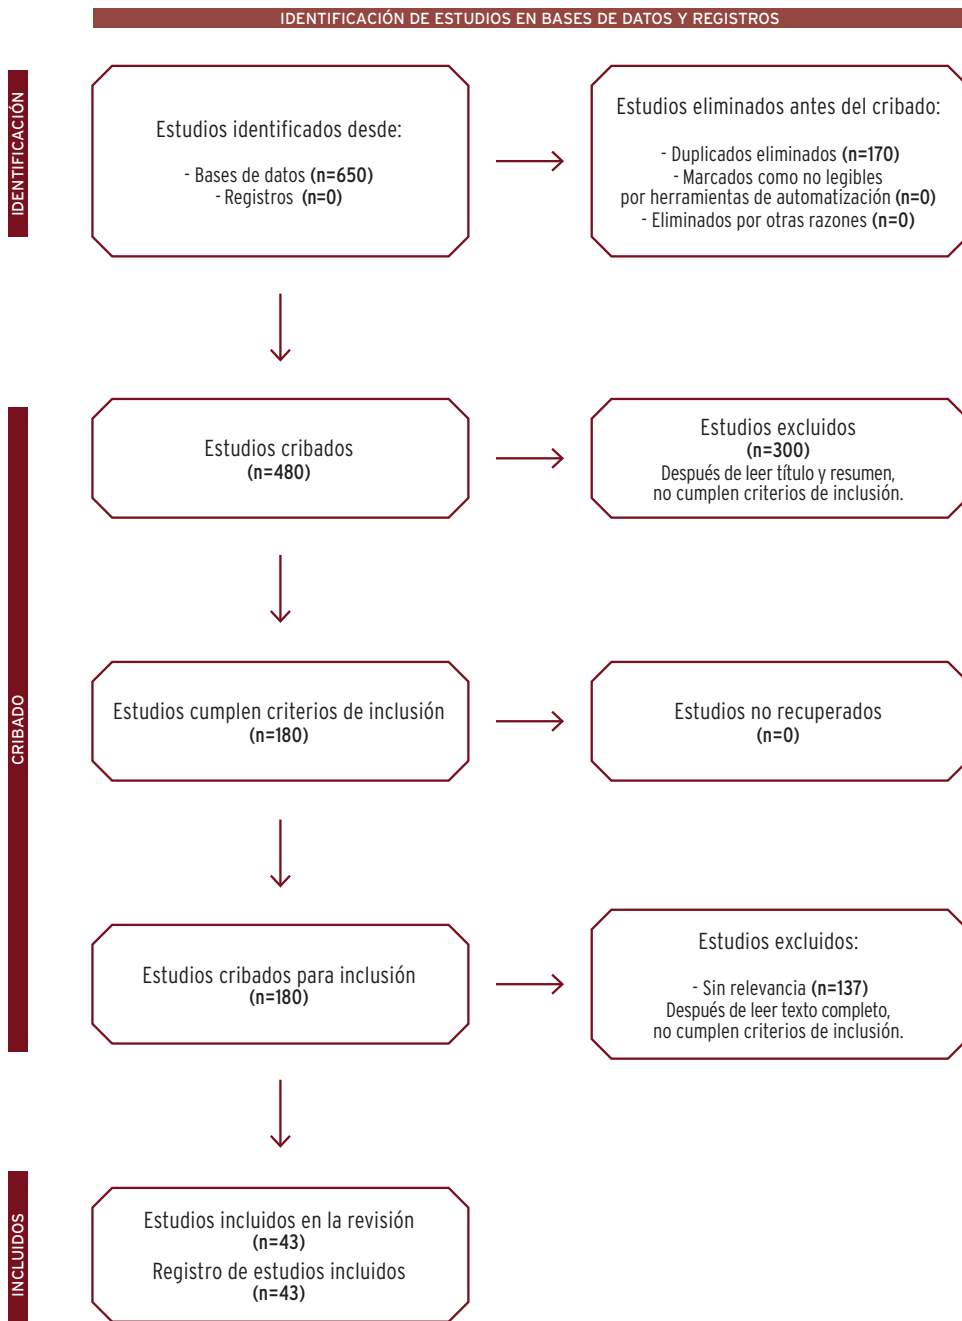 IDENTIFICACIÓN DE ESTUDIOS EN BASES DE DATOS Y REGISTROS
IDENTIFICACIÓN
Estudios identificados desde:
- Bases de datos (n=650)
- Registros (n=0)
Estudios eliminados antes del cribado:
- Duplicados eliminados (n=170)
- Marcados como no legibles
por herramientas de automatización (n=0)
- Eliminados por otras razones (n=0)
CRIBADO
Estudios cribados
(n=480)
Estudios excluidos
(n=300)
Después de leer título y resumen,
no cumplen criterios de inclusión.
Estudios cumplen criterios de inclusión
(n=180)
Estudios no recuperados
(n=0)
Estudios cribados para inclusión
(n=180)
Estudios excluidos:
- Sin relevancia (n=137)
Después de leer texto completo,
no cumplen criterios de inclusión.
INCLUIDOS
Estudios incluidos en la revisión
(n=43)
Registro de estudios incluidos
(n=43)